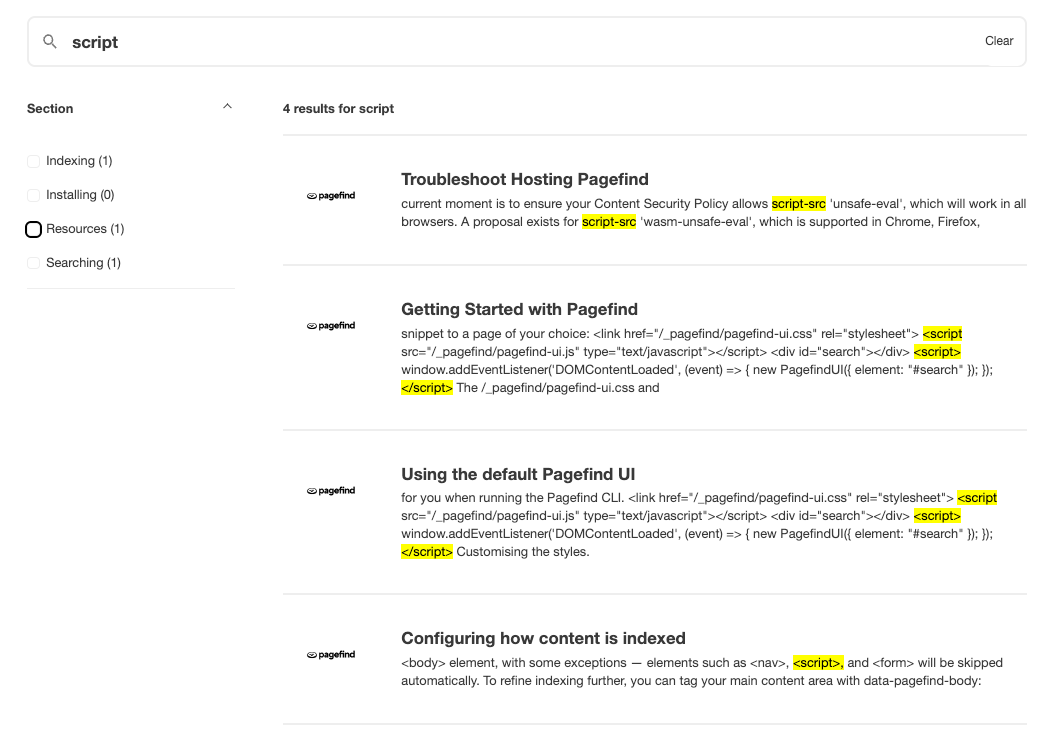 script
Clear
Section
Indexing (1)
Installing (0)
Resources (1)
Searching (1)
4 results for script
pagefind
Troubleshoot Hosting Pagefind
current moment is to ensure your Content Security Policy allows script-src 'unsafe-eval', which will work in all
browsers. A proposal exists for script-src 'wasm-unsafe-eval', which is supported in Chrome, Firefox,
pagefind
Getting Started with Pagefind
snippet to a page of your choice: <link href="/_pagefind/pagefind-ui.css" rel="stylesheet"> <script
src="/_pagefind/pagefind-ui.js" type="text/javascript"></script> <div id="search"></div> <script>
window.addEventListener('DOMContentLoaded', (event) => { new PagefindUI({ element: "#search" }); });
</script> The /_pagefind/pagefind-ui.css and
pagefind
Using the default Pagefind UI
for you when running the Pagefind CLI. <link href="/_pagefind/pagefind-ui.css" rel="stylesheet"> <script
src="/_pagefind/pagefind-ui.js" type="text/javascript"></script> <div id="search"></div> <script>
window.addEventListener('DOMContentLoaded', (event) => { new PagefindUI({ element: "#search" }); });
</script> Customising the styles.
pagefind
Configuring how content is indexed
<body> element, with some exceptions — elements such as <nav>, <script>, and <form> will be skipped
automatically. To refine indexing further, you can tag your main content area with data-pagefind-body: